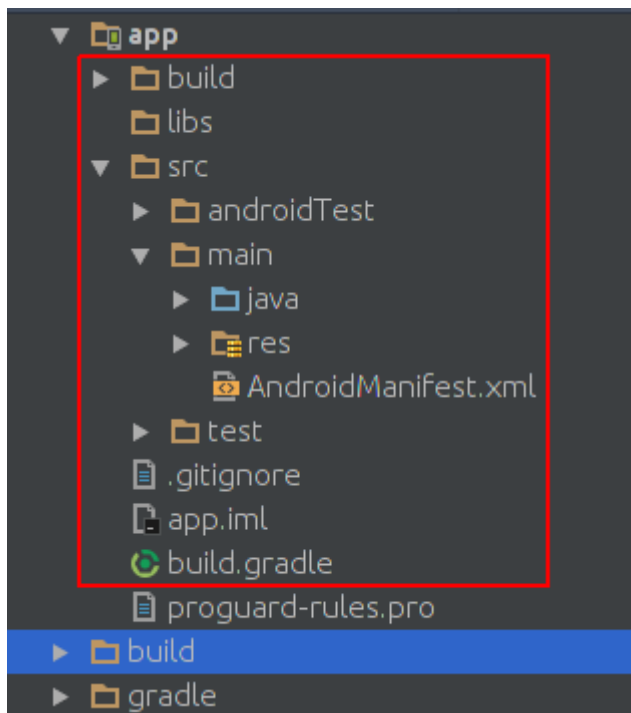 app
build
libs
src
androidTest
main
java
res
AndroidManifest.xml
test
.gitignore
app.iml
build.gradle
proguard-rules.pro
build
gradle